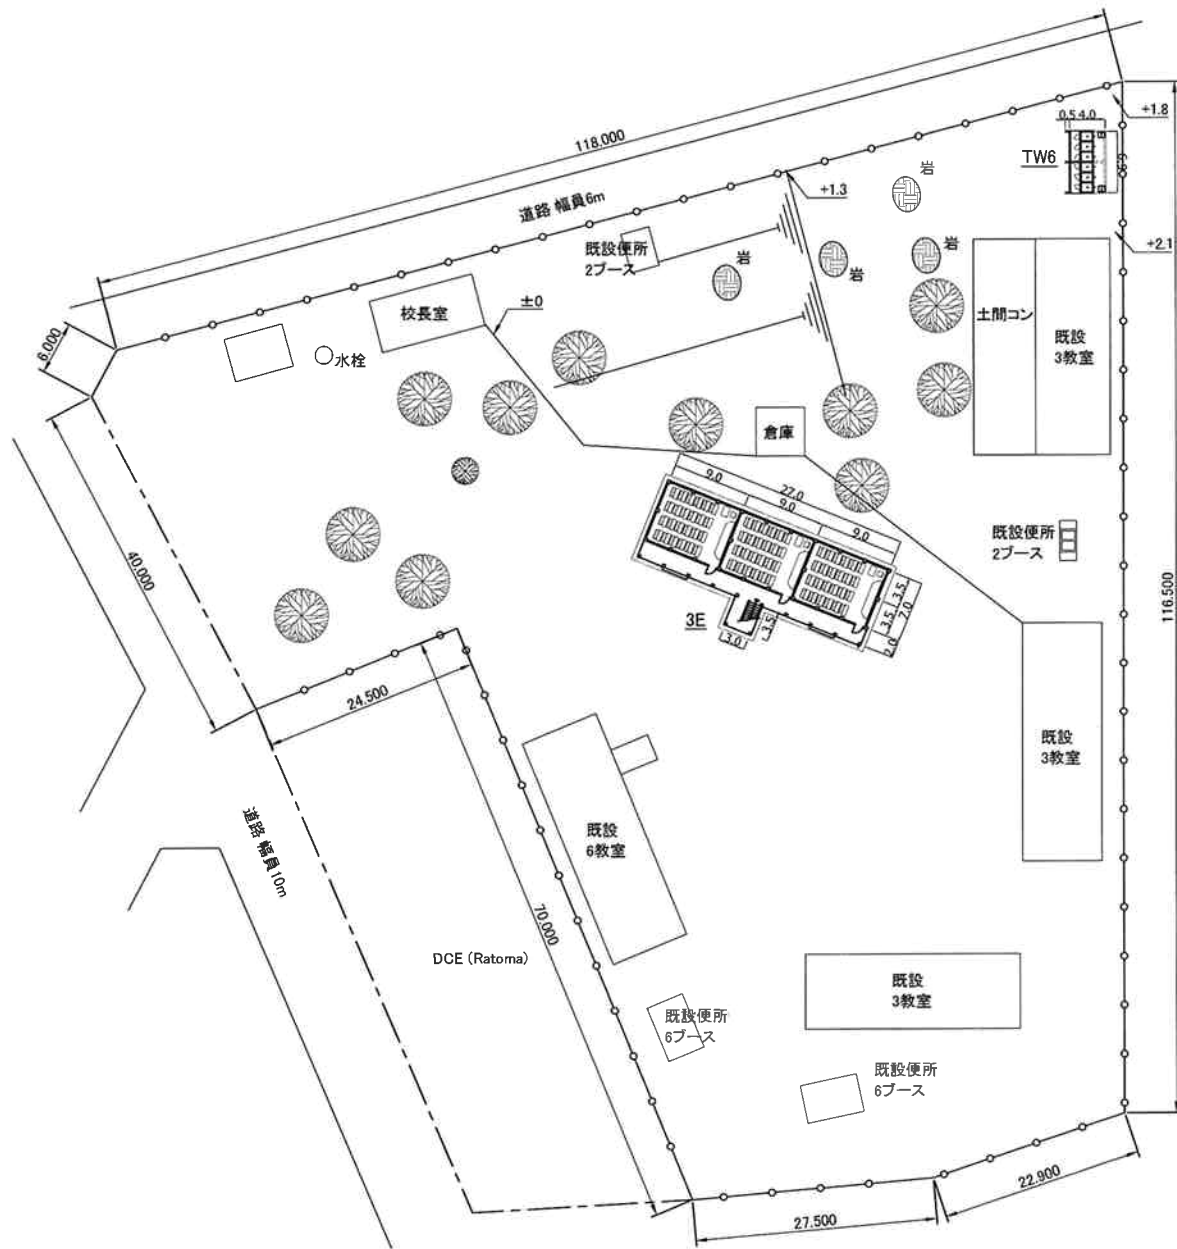 118.000
道路 幅員6m
+1.8
0.5 4.0
TW6
6.9
岩
+1.3
既設便所
2ブース
岩
岩
岩
+2.1
校長室
±0
6.000
水栓
土間コン
既設
3教室
倉庫
9.0
27.0
9.0
9.0
既設便所
2ブース
40.000
116.500
3.5
3.5
7.0
2.0
3E
3.0
3.5
24.500
既設
3教室
道路 幅員10m
既設
6教室
70.000
DCE (Ratoma)
既設
3教室
既設便所
6ブース
既設便所
6ブース
22.900
27.500